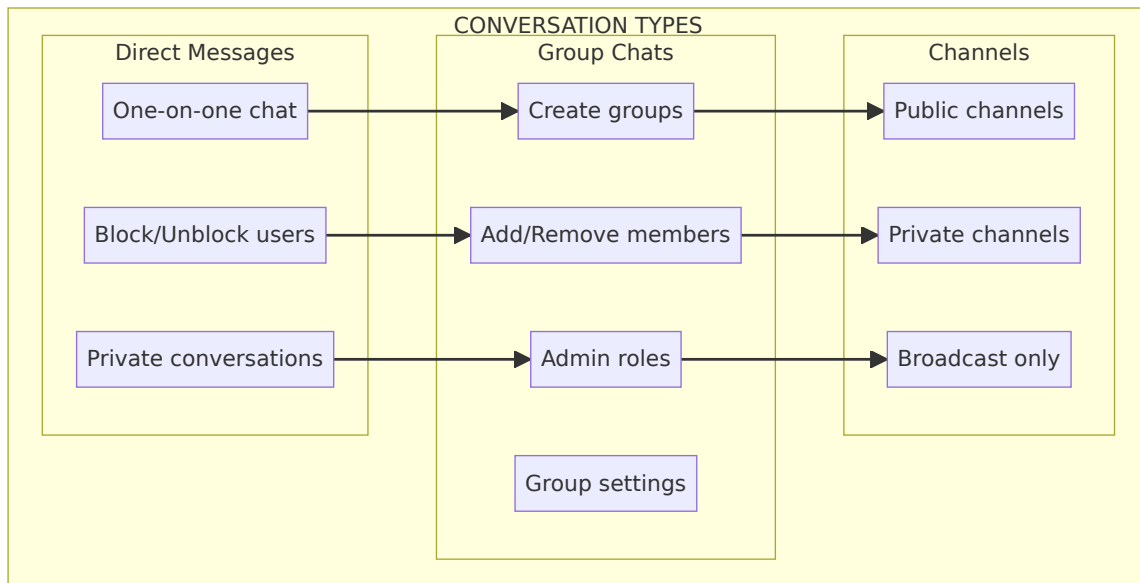 CONVERSATION TYPES
Direct Messages
Group Chats
Channels
One-on-one chat
Create groups
Public channels
Block/Unblock users
Add/Remove members
Private channels
Private conversations
Admin roles
Broadcast only
Group settings